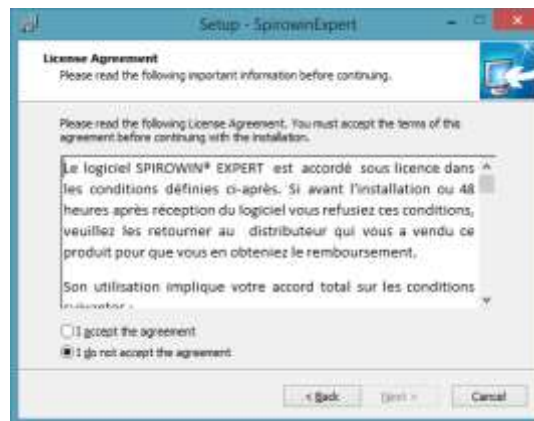 Setup - SpirowinExpert
License Agreement
Please read the following important information before continuing.
Please read the following License Agreement. You must accept the terms of this
agreement before continuing with the installation.
Le logiciel SPIROWIN® EXPERT est accordé sous licence dans
les conditions définies ci-après. Si avant l'installation ou 48
heures après réception du logiciel vous refusiez ces conditions,
veuillez les retourner au distributeur qui vous a vendu ce
produit pour que vous en obteniez le remboursement.
Son utilisation implique votre accord total sur les conditions
suivantes :
I accept the agreement
I do not accept the agreement
< Back Next > Cancel